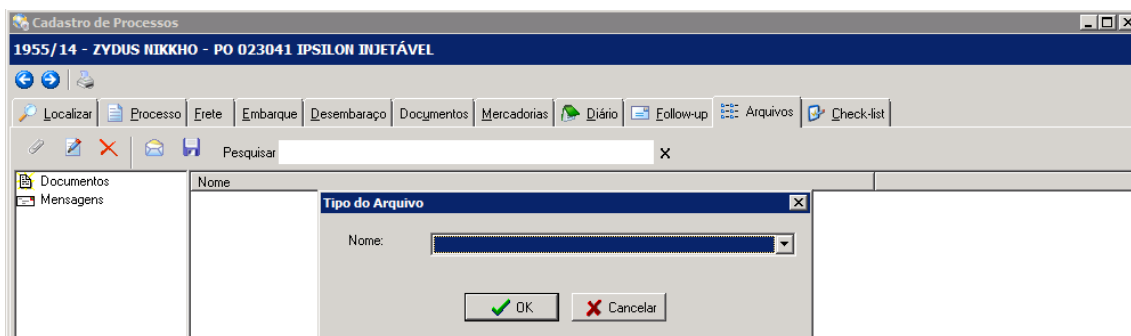 Cadastro de Processos
1955/14 - ZYDUS NIKKHO - PO 023041 IPSILON INJETÁVEL
Localizar Processo Frete Embarque Desembaraço Documentos Mercadorias Diário Follow-up Arquivos Check-list
Pesquisar X
Documentos Nome
Mensagens
Tipo do Arquivo
Nome:
OK Cancelar